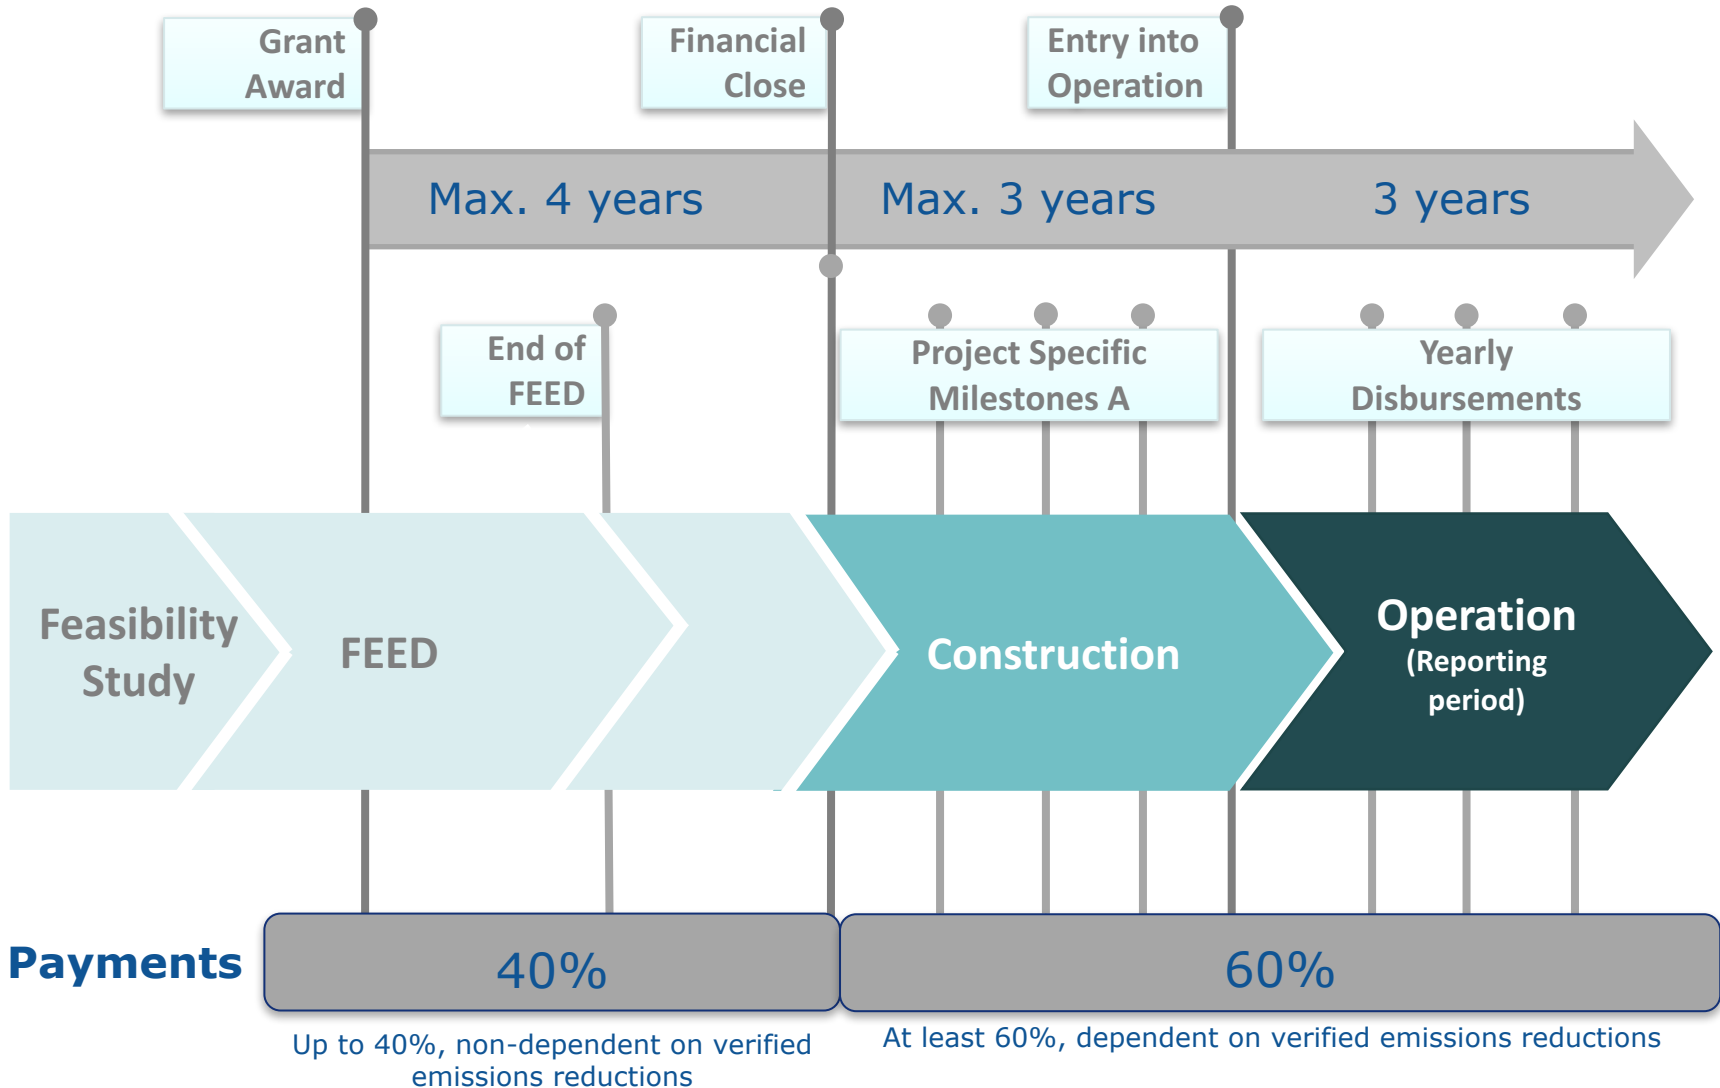 Grant
Award
Financial
Close
Entry into
Operation
Max. 4 years
Max. 3 years
3 years
End of
FEED
Project Specific
Milestones A
Yearly
Disbursements
Feasibility
Study
FEED
Construction
Operation
(Reporting
period)
Payments
40%
60%
Up to 40%, non-dependent on verified
emissions reductions
At least 60%, dependent on verified emissions reductions